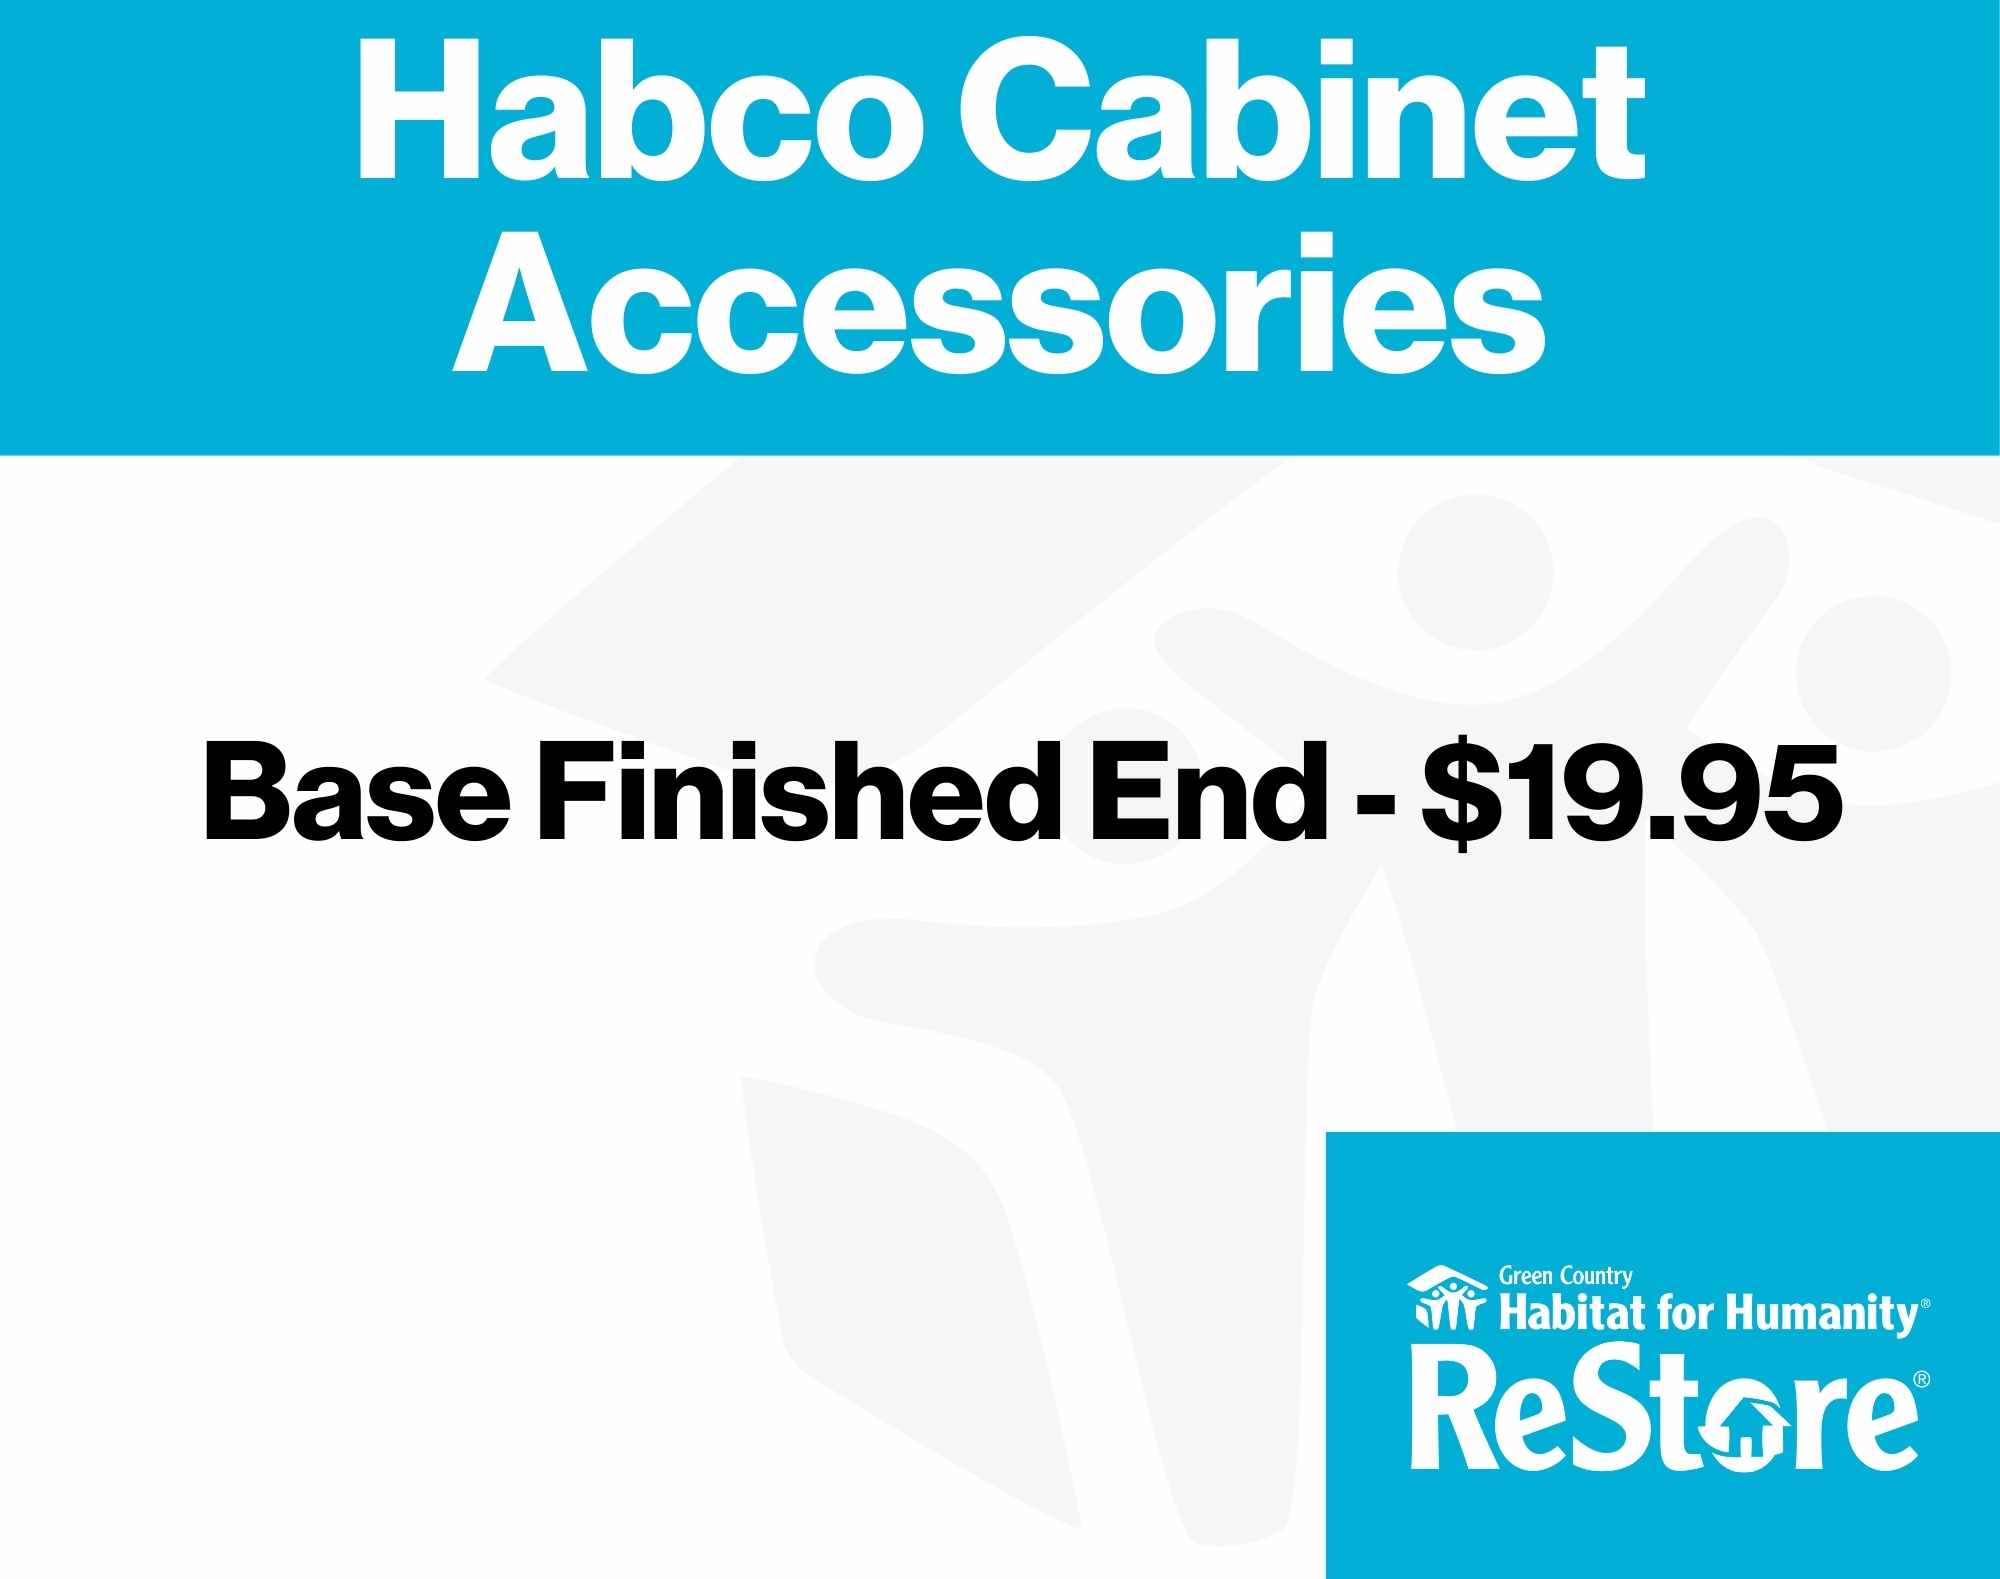 Habco Cabinet
Accessories
Base Finished End - $19.95
Green Country
Habitat for Humanity®
ReStore®